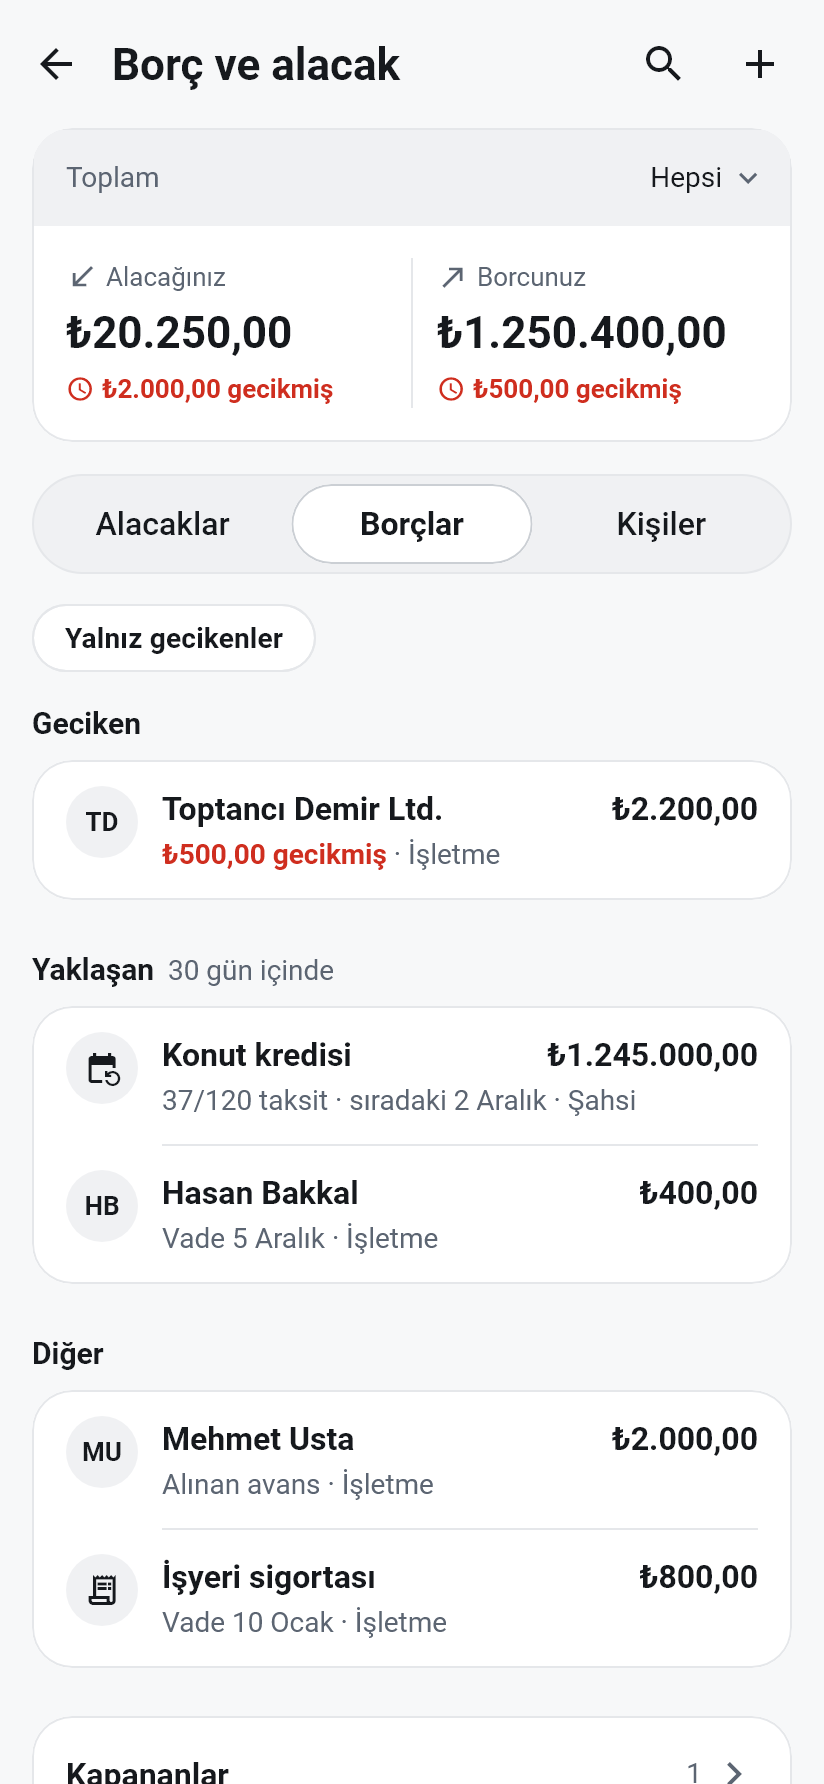 Borç ve alacak
Toplam
Hepsi
Alacağınız
₺20.250,00
₺2.000,00 gecikmiş
Borcunuz
₺1.250.400,00
₺500,00 gecikmiş
Alacaklar
Borçlar
Kişiler
Yalnız gecikenler
Geciken
TD
Toptancı Demir Ltd.
₺2.200,00
₺500,00 gecikmiş · İşletme
Yaklaşan 30 gün içinde
Konut kredisi
₺1.245.000,00
37/120 taksit · sıradaki 2 Aralık · Şahsi
HB
Hasan Bakkal
₺400,00
Vade 5 Aralık · İşletme
Diğer
MU
Mehmet Usta
₺2.000,00
Alınan avans · İşletme
İşyeri sigortası
₺800,00
Vade 10 Ocak · İşletme
Kapananlar
1